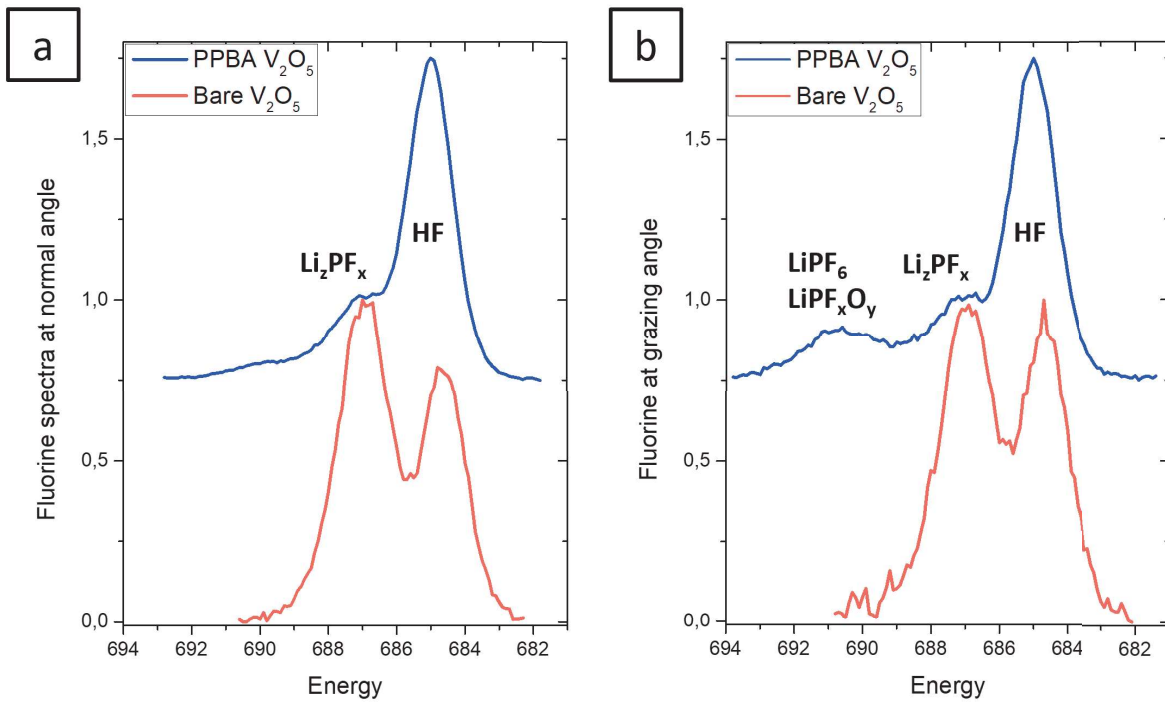 a
PPBA V₂O₅
Bare V₂O₅
1,5
1,0
0,5
0,0
Fluorine spectra at normal angle
LizPFx
HF
694 692 690 688 686 684 682
Energy
b
PPBA V₂O₅
Bare V₂O₅
1,5
1,0
0,5
0,0
Fluorine at grazing angle
LiPF₆
LiPFxOy
LizPFx
HF
694 692 690 688 686 684 682
Energy